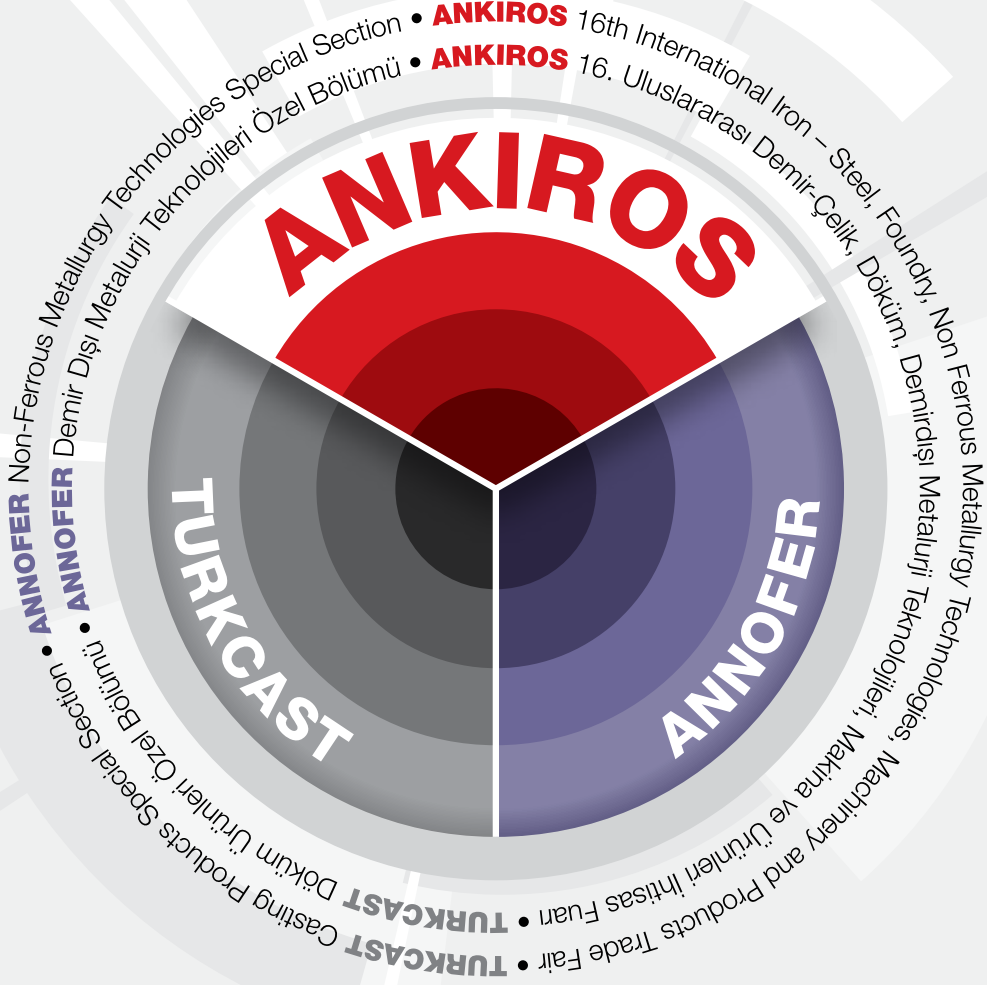 ANKIROS 16th International Iron – Steel, Foundry, Non Ferrous Metallurgy Technologies, Machinery and Products Trade Fair •
TURKCAST Casting Products Special Section •
ANNOFER Non-Ferrous Metallurgy Technologies Special Section •
ANKIROS 16. Uluslararası Demir-Çelik, Döküm, Demirdışı Metalurji Teknolojileri, Makina ve Ürünleri İhtisas Fuarı •
TURKCAST Döküm Ürünleri Özel Bölümü •
ANNOFER Demir Dışı Metalurji Teknolojileri Özel Bölümü •
ANKIROS
TURKCAST
ANNOFER